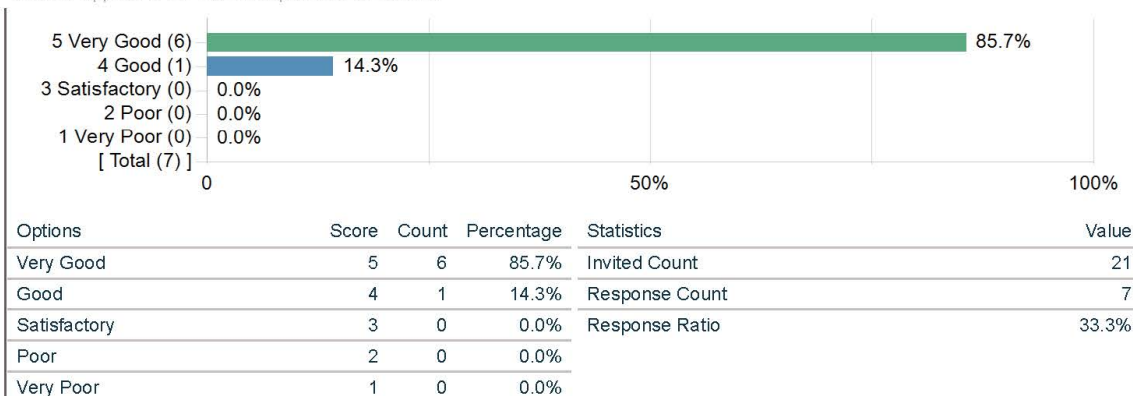 5 Very Good (6) 85.7%
4 Good (1) 14.3%
3 Satisfactory (0) 0.0%
2 Poor (0) 0.0%
1 Very Poor (0) 0.0%
[ Total (7) ]
0 50% 100%
Options Score Count Percentage
Very Good 5 6 85.7%
Good 4 1 14.3%
Satisfactory 3 0 0.0%
Poor 2 0 0.0%
Very Poor 1 0 0.0%
Statistics Value
Invited Count 21
Response Count 7
Response Ratio 33.3%